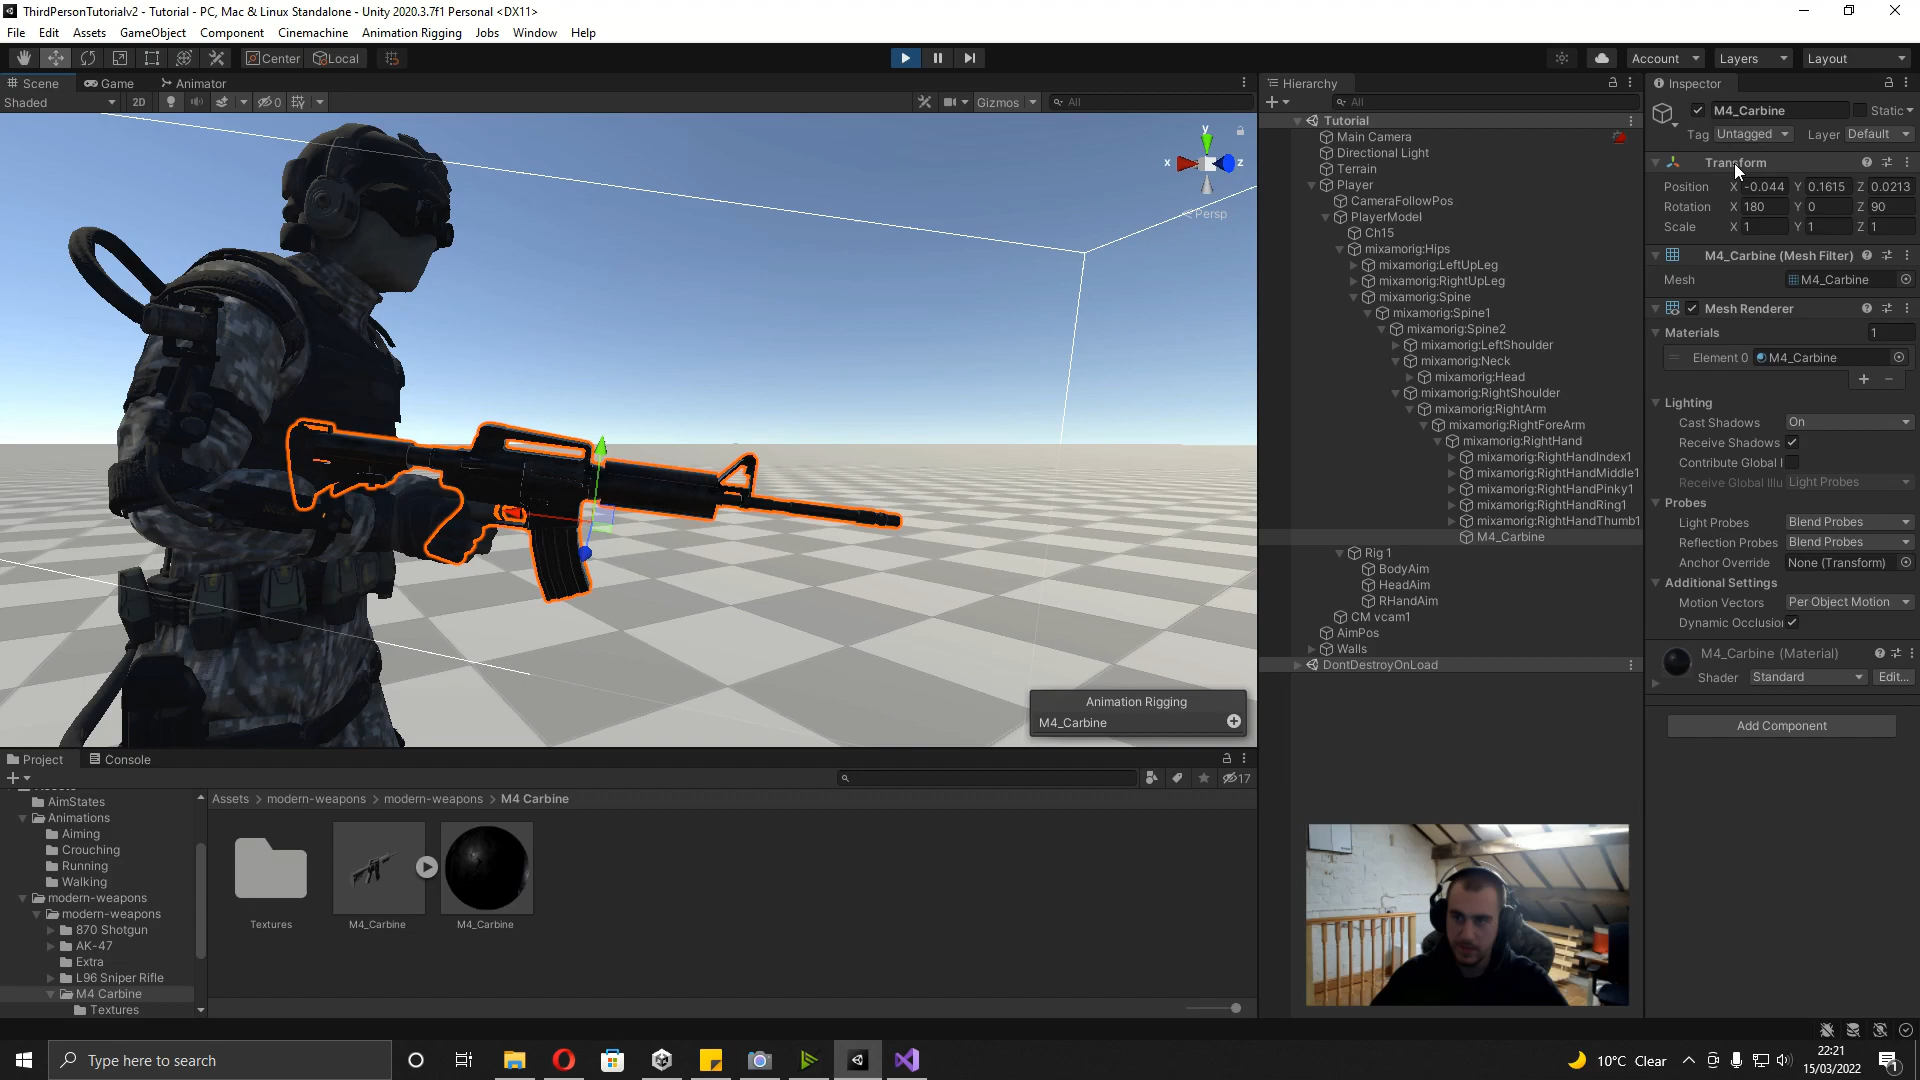 ThirdPersonTutorialv2 - Tutorial - PC, Mac & Linux Standalone - Unity 2020.3.7f1 Personal <DX11>
File Edit Assets GameObject Component Cinemachine Animation Rigging Jobs Window Help
Center Local Account Layers Layout
Scene Game Animator
Shaded 2D 0 Gizmos All
y
x z
Persp
Animation Rigging
M4_Carbine
Hierarchy
All
Tutorial
Main Camera
Directional Light
Terrain
Player
CameraFollowPos
PlayerModel
Ch15
mixamorig:Hips
mixamorig:LeftUpLeg
mixamorig:RightUpLeg
mixamorig:Spine
mixamorig:Spine1
mixamorig:Spine2
mixamorig:LeftShoulder
mixamorig:Neck
mixamorig:Head
mixamorig:RightShoulder
mixamorig:RightArm
mixamorig:RightForeArm
mixamorig:RightHand
mixamorig:RightHandIndex1
mixamorig:RightHandMiddle1
mixamorig:RightHandPinky1
mixamorig:RightHandRing1
mixamorig:RightHandThumb1
M4_Carbine
Rig 1
BodyAim
HeadAim
RHandAim
CM vcam1
AimPos
Walls
DontDestroyOnLoad
Inspector
M4_Carbine Static
Tag Untagged Layer Default
Transform
Position X -0.044 Y 0.1615 Z 0.0213
Rotation X 180 Y 0 Z 90
Scale X 1 Y 1 Z 1
M4_Carbine (Mesh Filter)
Mesh M4_Carbine
Mesh Renderer
Materials 1
Element 0 M4_Carbine
Lighting
Cast Shadows On
Receive Shadows
Contribute Global I
Receive Global Illu Light Probes
Probes
Light Probes Blend Probes
Reflection Probes Blend Probes
Anchor Override None (Transform)
Additional Settings
Motion Vectors Per Object Motion
Dynamic Occlusion
M4_Carbine (Material)
Shader Standard Edit...
Add Component
Project Console
17
AimStates
Animations
Aiming
Crouching
Running
Walking
modern-weapons
modern-weapons
870 Shotgun
AK-47
Extra
L96 Sniper Rifle
M4 Carbine
Textures
Assets > modern-weapons > modern-weapons > M4 Carbine
Textures M4_Carbine M4_Carbine
Type here to search
10°C Clear
22:21
15/03/2022
1